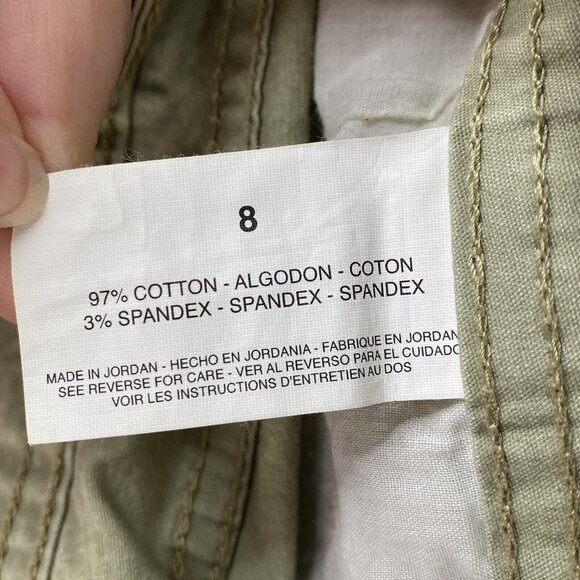 8
97% COTTON - ALGODON - COTON
3% SPANDEX - SPANDEX - SPANDEX
MADE IN JORDAN - HECHO EN JORDANIA - FABRIQUE EN JORDAN
SEE REVERSE FOR CARE - VER AL REVERSO PARA EL CUIDADO
VOIR LES INSTRUCTIONS D'ENTRETIEN AU DOS